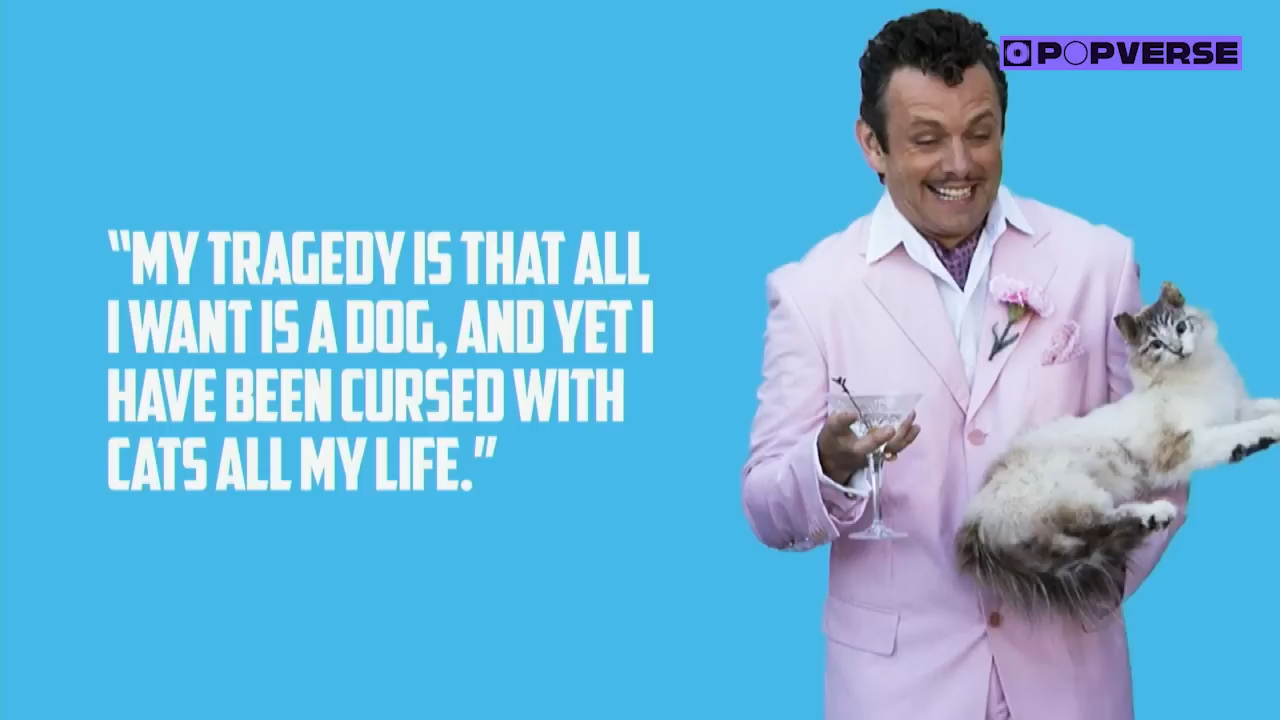 POPVERSE
“MY TRAGEDY IS THAT ALL
I WANT IS A DOG, AND YET I
HAVE BEEN CURSED WITH
CATS ALL MY LIFE.”